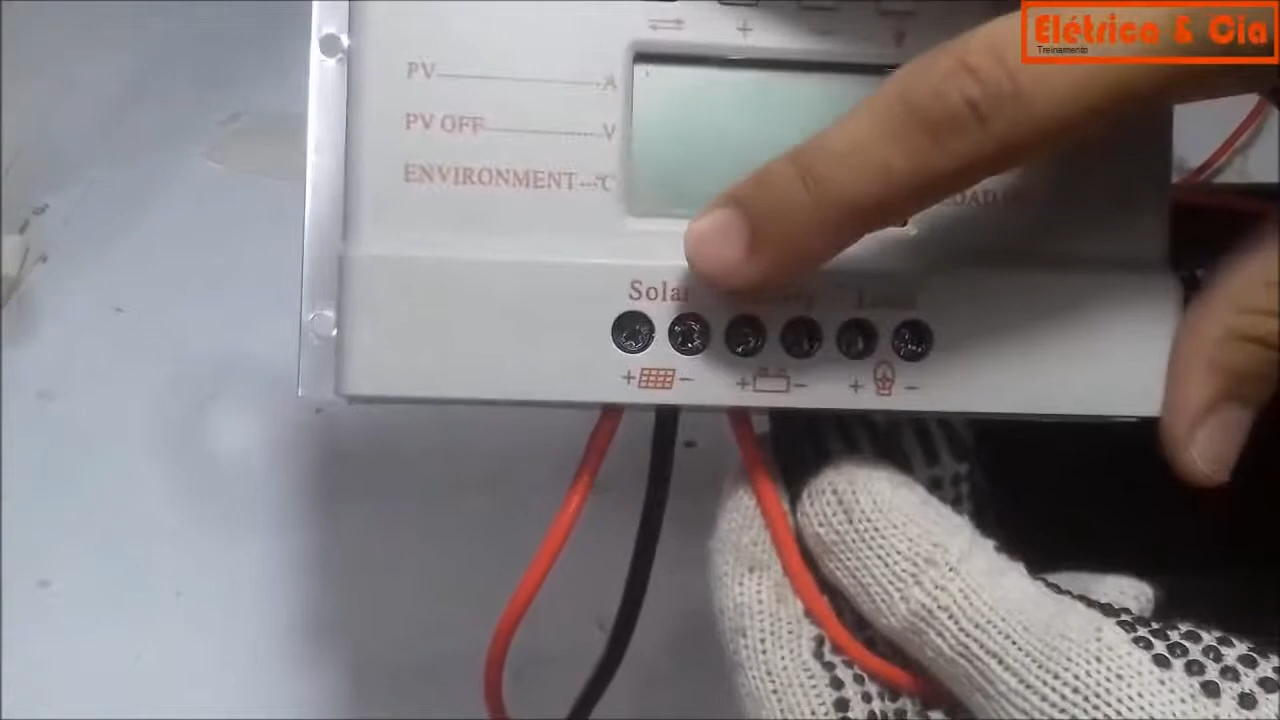 Elétrica & Cia
Treinamento
PV A
PV OFF V
ENVIRONMENT---°C
Solar
+ - + - + -